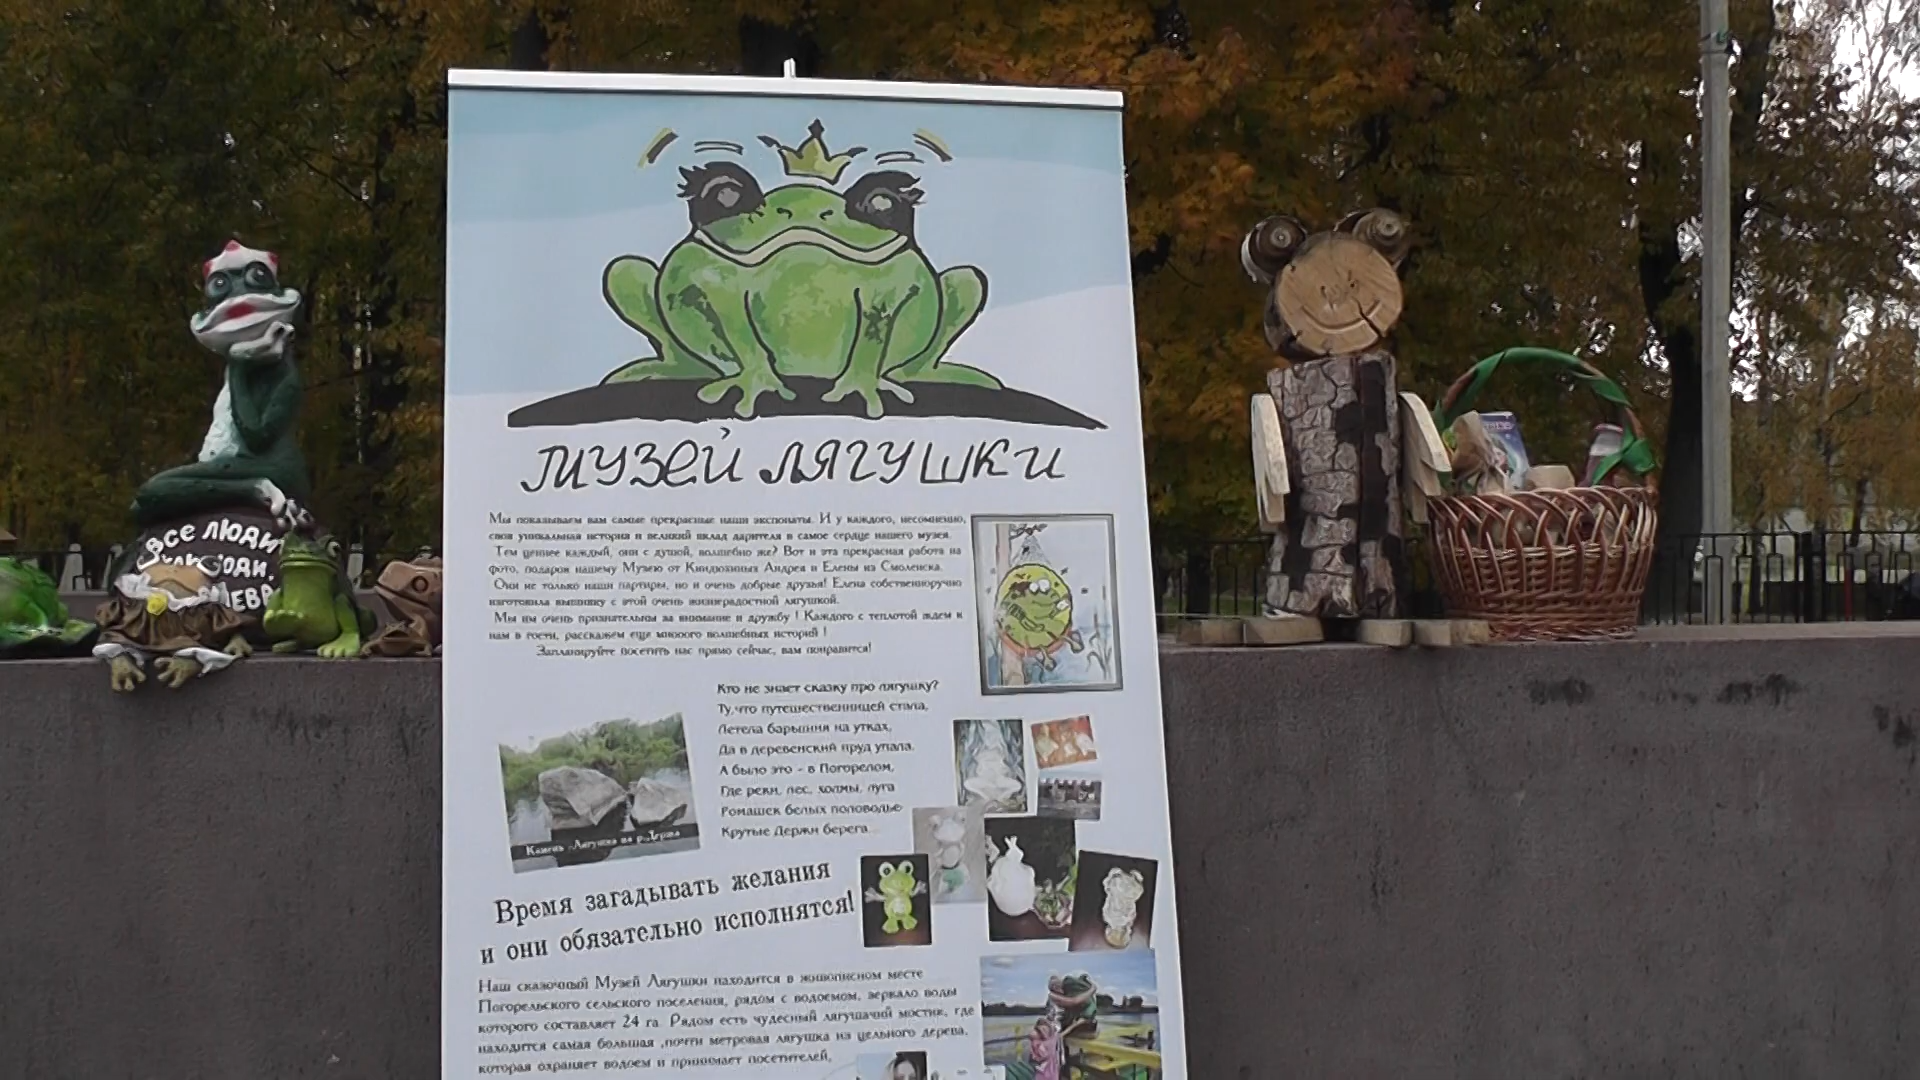 МУЗЕЙ ЛЯГУШКИ
Мы показываем вам самые прекрасные наши экспонаты. И у каждого, несомненно,
своя уникальная история и великий вклад дарителя в самое сердце нашего музея.
Тем ценнее каждый, они с душой, волшебно же? Вот и эта прекрасная работа на
фото, подарок нашему Музею от Андрея и Елены из Смоленска.
Они не только наши партнры, но и очень добрые друзья! Елена собственноручно
изготовила вышивку с этой очень жизнерадостной лягушкой.
Мы им очень признательны за внимание и дружбу ! Каждого с теплотой ждем к
нам в гости, расскажем еще мнооого волшебных историй !
Запланируйте посетить нас прямо сейчас, вам понравится!
Кто не знает сказку про лягушку?
Ту,что путешественницей стала,
Летела барышня на утках,
Да в деревенский пруд упала.
А было это - в Погорелом,
Где реки, лес, холмы, луга
Ромашек белых половодье
Крутые Держи берега...
Камень Лягушка на р.Держа
Время загадывать желания
и они обязательно исполнятся!
Наш сказочный Музей Лягушки находится в живописном месте
Погорельского сельского поселения, рядом с водоемом, зеркало воды
которого составляет 24 га. Рядом есть чудесный лягушачий мостик, где
находится самая большая ,почти метровая лягушка из цельного дерева,
которая охраняет водоем и принимает посетителей,
ВСЕ ЛЮДИ